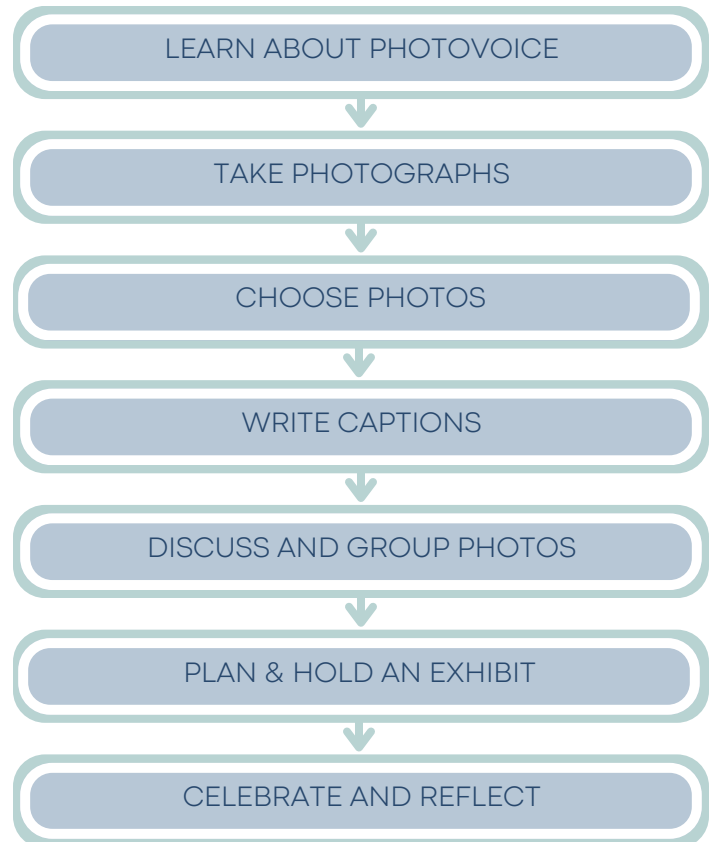 LEARN ABOUT PHOTOVOICE
TAKE PHOTOGRAPHS
CHOOSE PHOTOS
WRITE CAPTIONS
DISCUSS AND GROUP PHOTOS
PLAN & HOLD AN EXHIBIT
CELEBRATE AND REFLECT